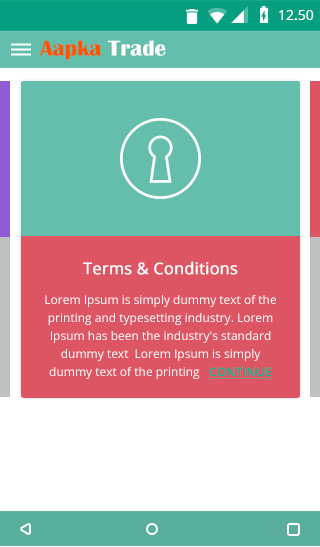 12.50
Aapka Trade
Terms & Conditions
Lorem Ipsum is simply dummy text of the
printing and typesetting industry. Lorem
Ipsum has been the industry's standard
dummy text Lorem Ipsum is simply
dummy text of the printing CONTINUE